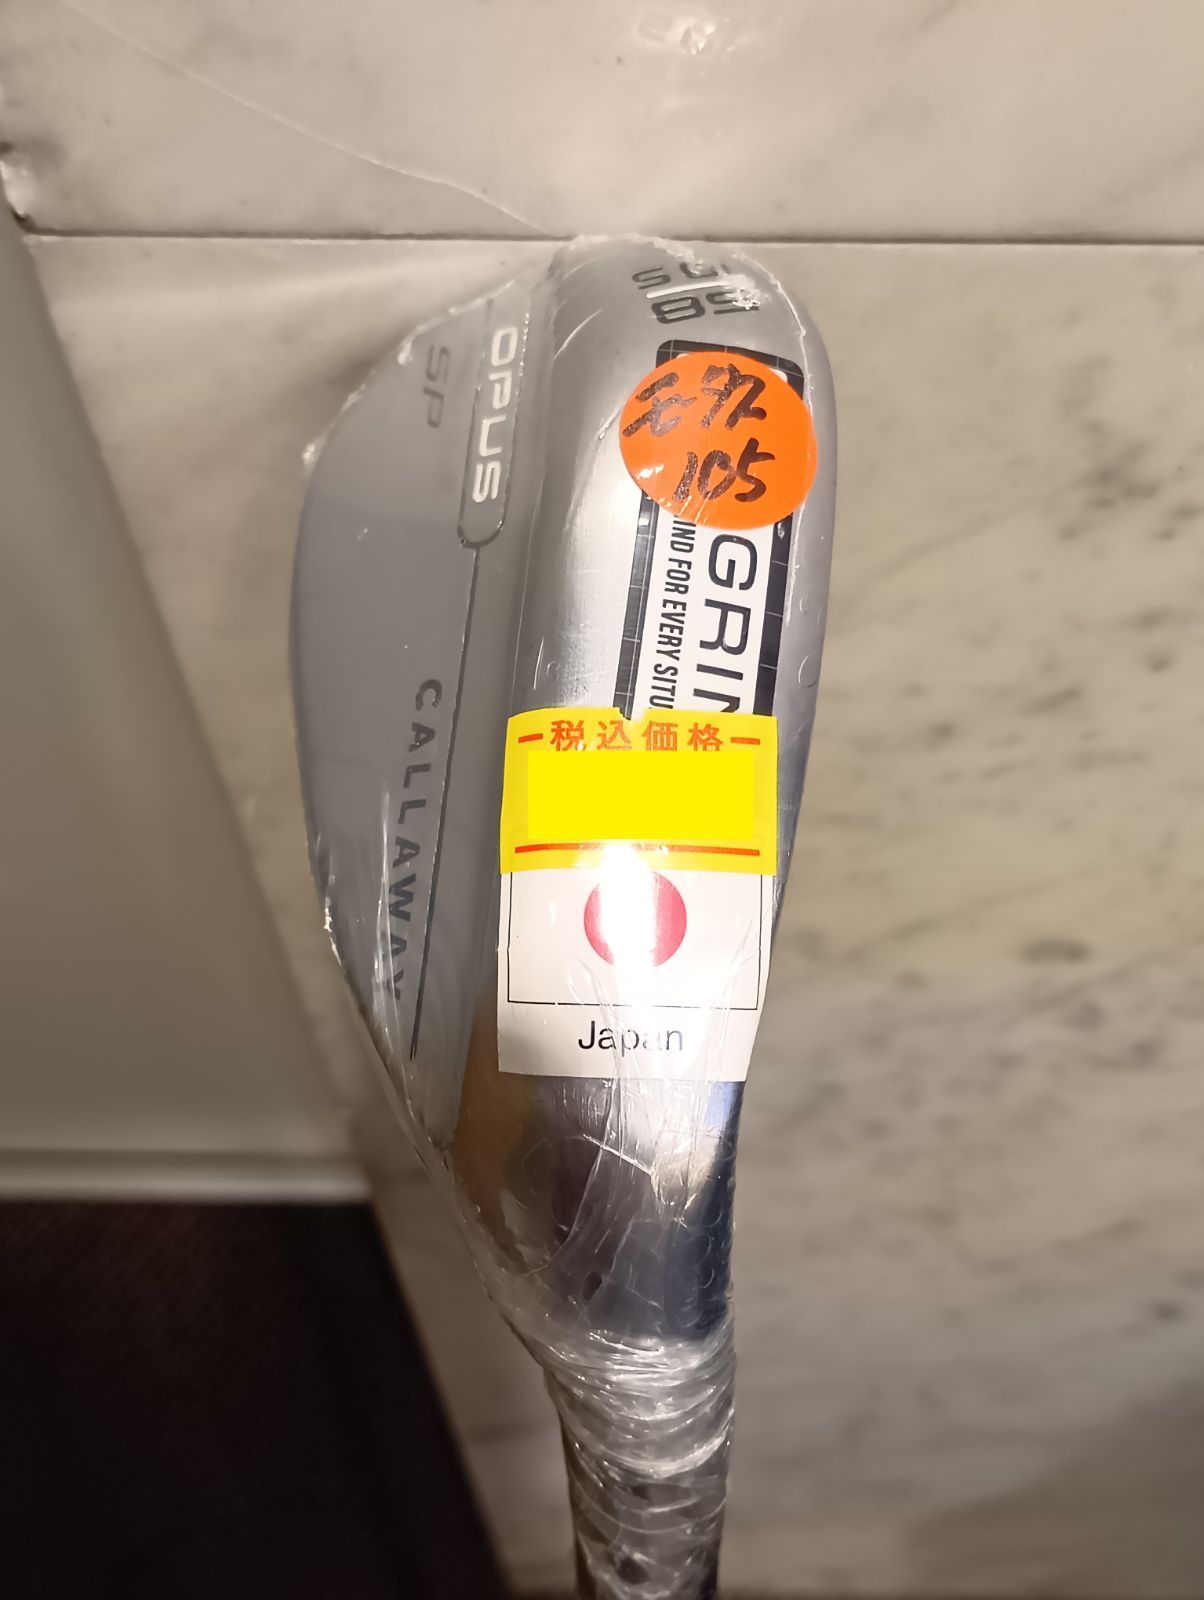 58
OPUS
SP
CALLAWAY
モダス
105
GRIN
IND FOR EVERY SITU
税込価格
Japan